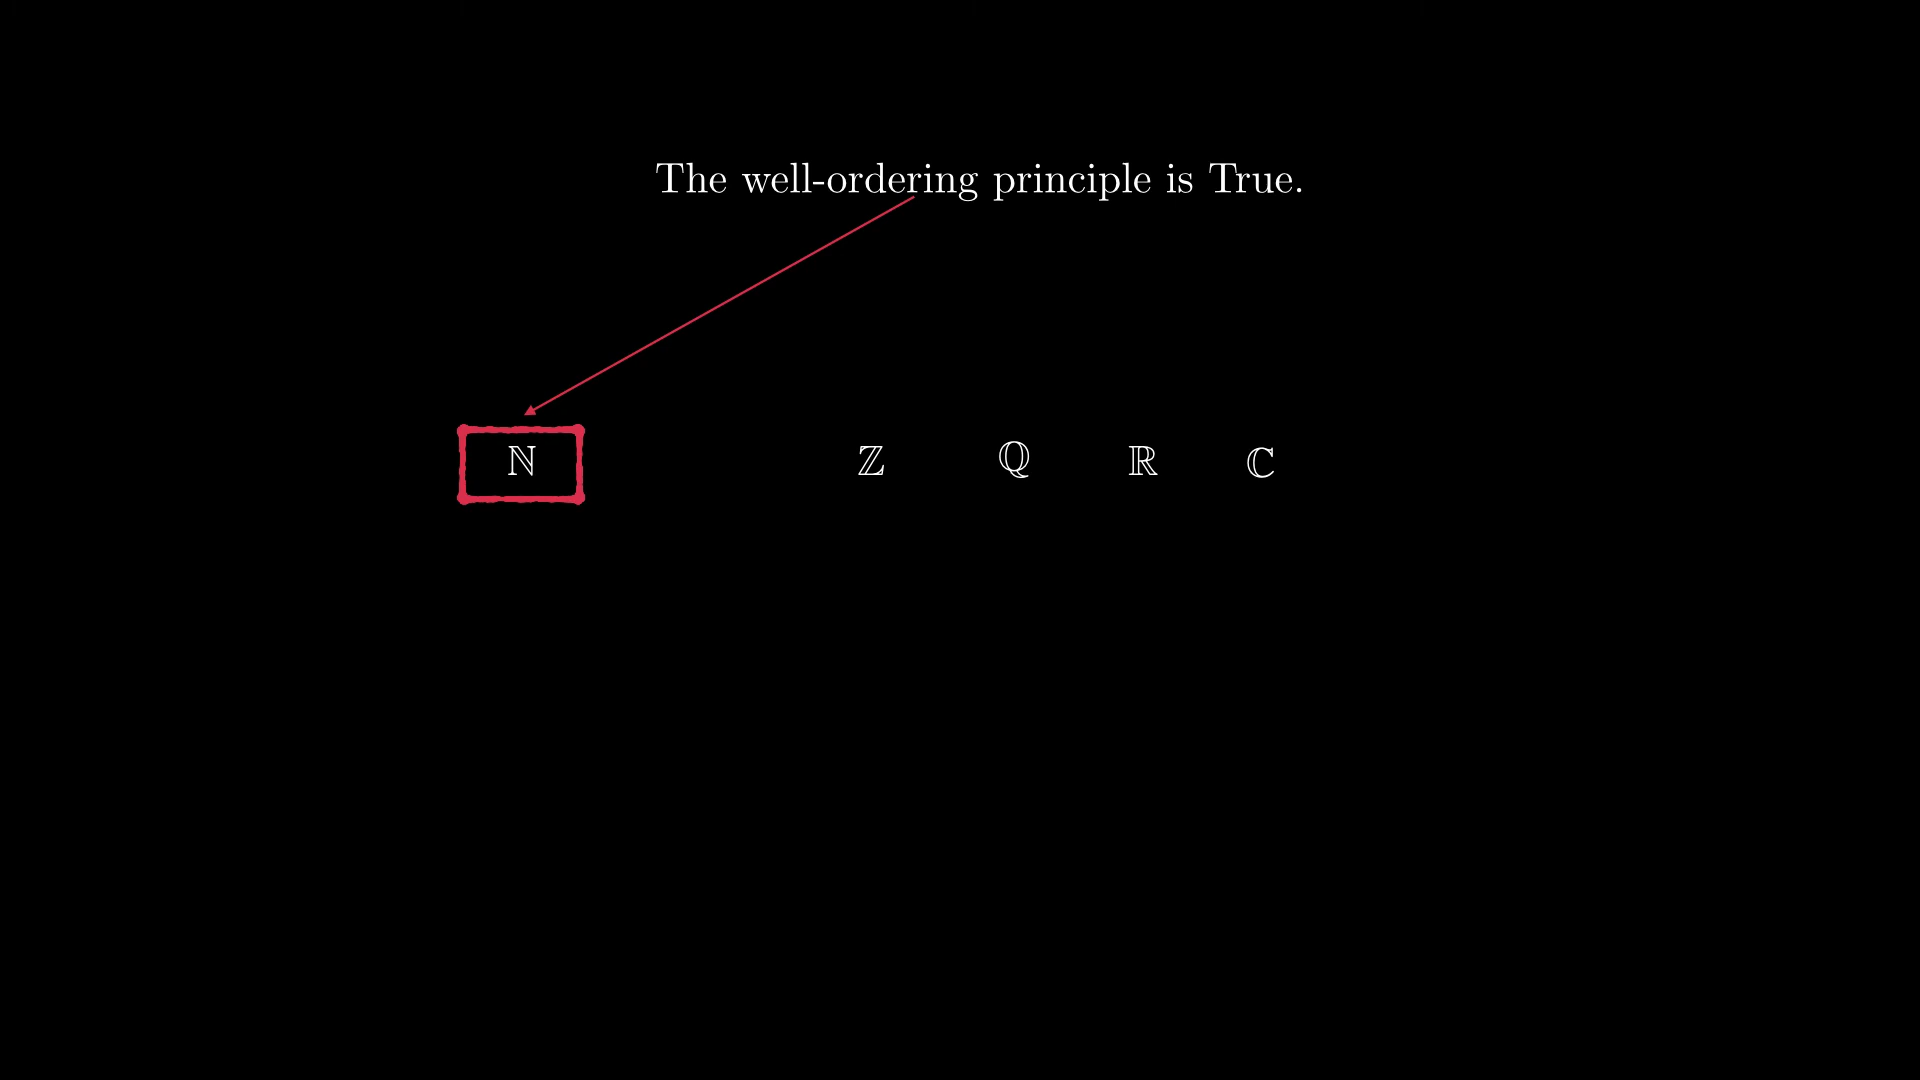 The well-ordering principle is True.
ℕ ℤ ℚ ℝ ℂ